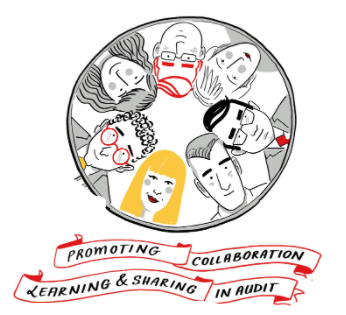 PROMOTING COLLABORATION
LEARNING & SHARING IN AUDIT